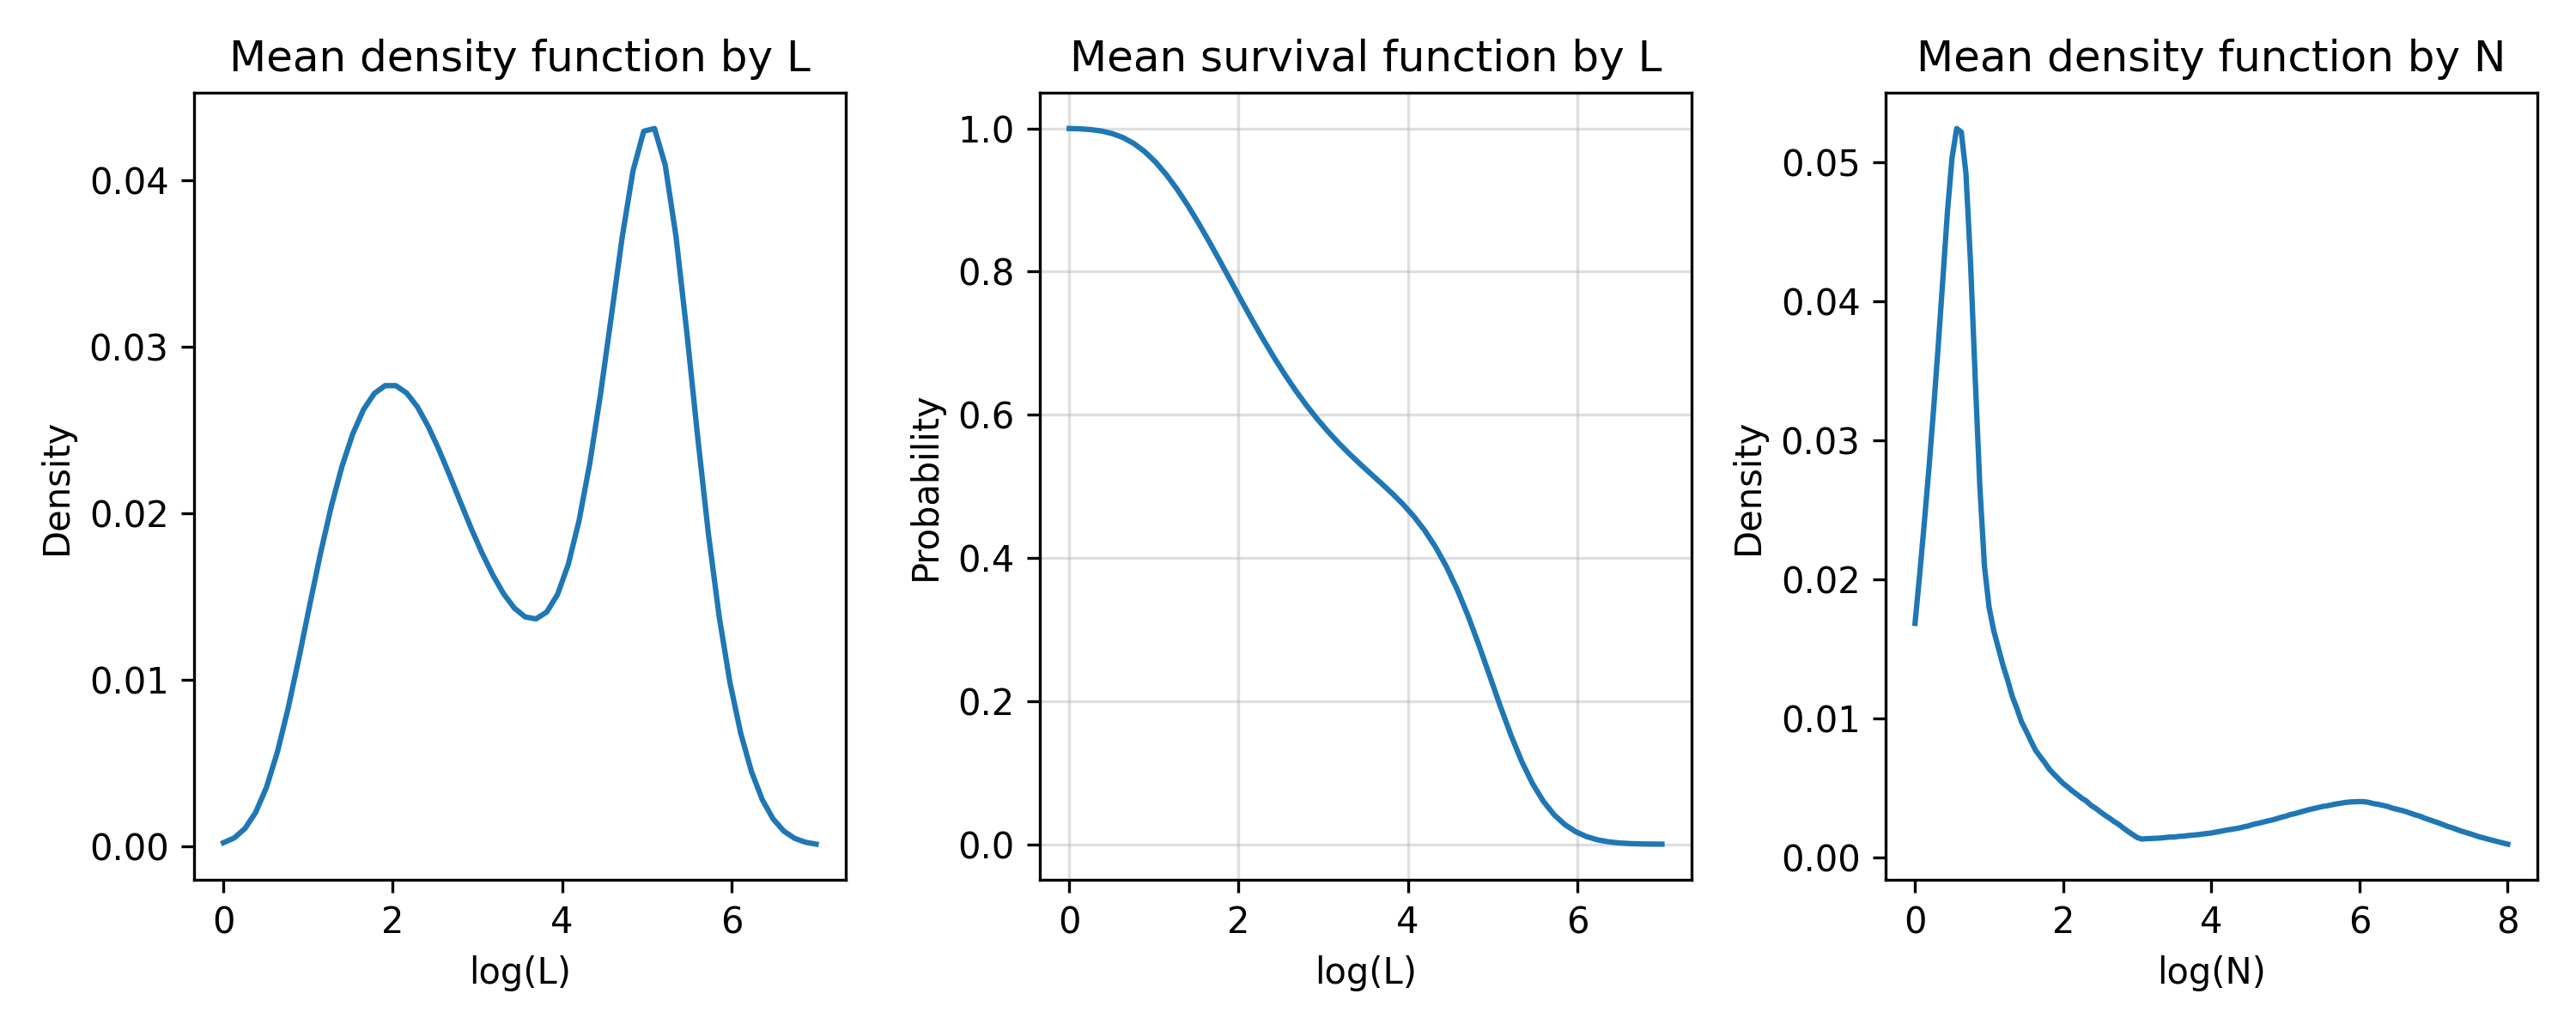 Mean density function by L
Density
0.04
0.03
0.02
0.01
0.00
0 2 4 6
log(L)
Mean survival function by L
Probability
1.0
0.8
0.6
0.4
0.2
0.0
0 2 4 6
log(L)
Mean density function by N
Density
0.05
0.04
0.03
0.02
0.01
0.00
0 2 4 6 8
log(N)